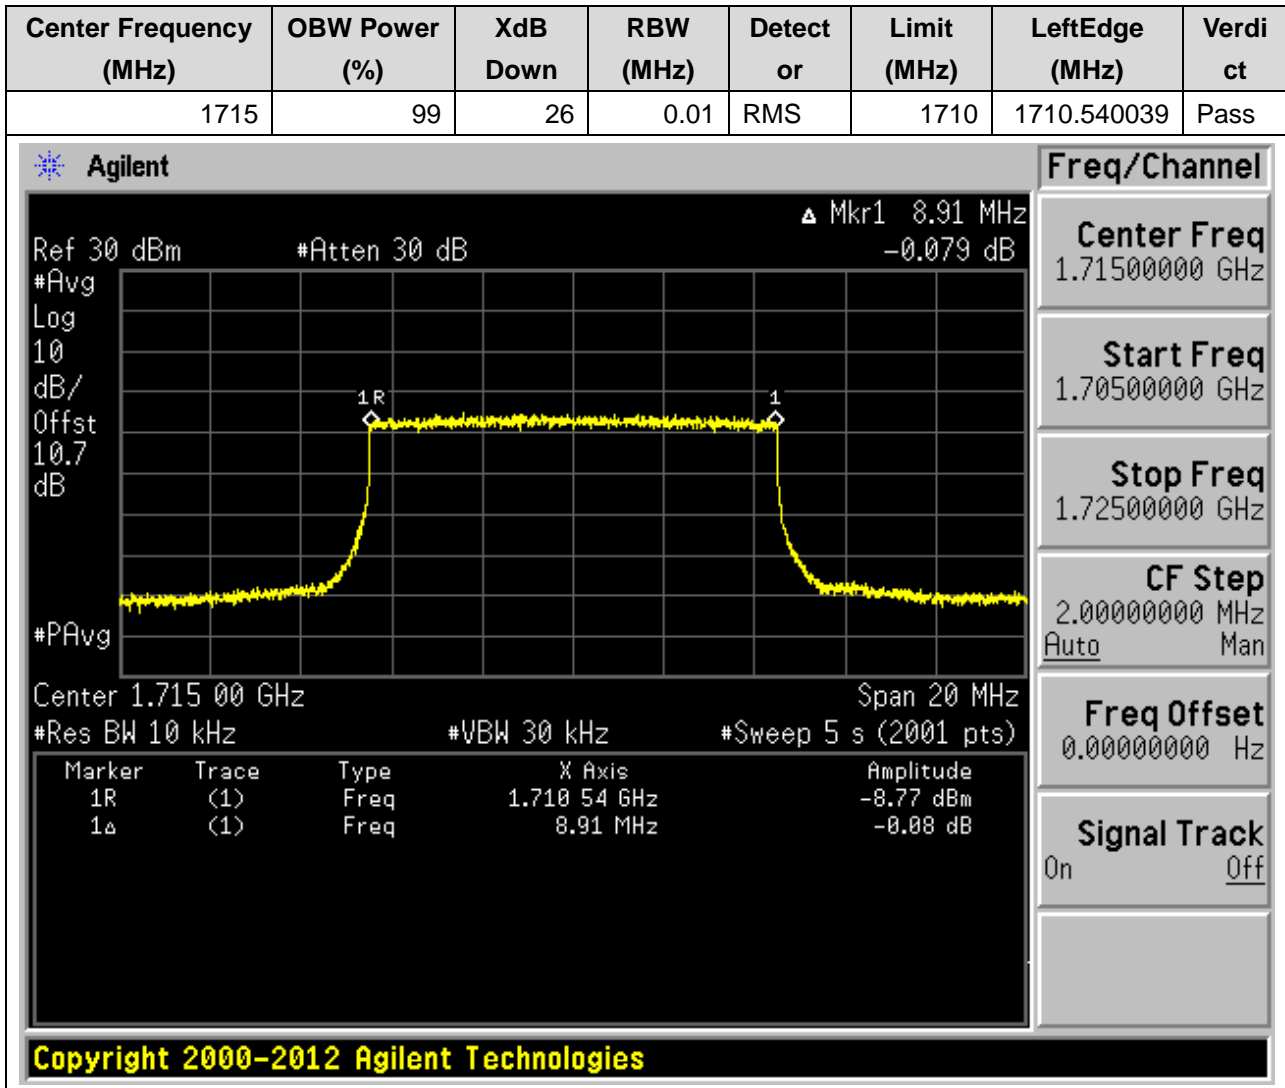 Center Frequency OBW Power XdB RBW Detect Limit LeftEdge Verdi
(MHz) (%) Down (MHz) or (MHz) (MHz) ct
1715 99 26 0.01 RMS 1710 1710.540039 Pass
Agilent Freq/Channel
Δ Mkr1 8.91 MHz
Ref 30 dBm #Atten 30 dB -0.079 dB
#Avg
Log
10
dB/
Offst
10.7
dB
1R 1
#PAvg
Center 1.715 00 GHz Span 20 MHz
#Res BW 10 kHz #VBW 30 kHz #Sweep 5 s (2001 pts)
Marker Trace Type X Axis Amplitude
1R (1) Freq 1.710 54 GHz -8.77 dBm
1Δ (1) Freq 8.91 MHz -0.08 dB
Center Freq
1.71500000 GHz
Start Freq
1.70500000 GHz
Stop Freq
1.72500000 GHz
CF Step
2.00000000 MHz
Auto Man
Freq Offset
0.00000000 Hz
Signal Track
On Off
Copyright 2000-2012 Agilent Technologies